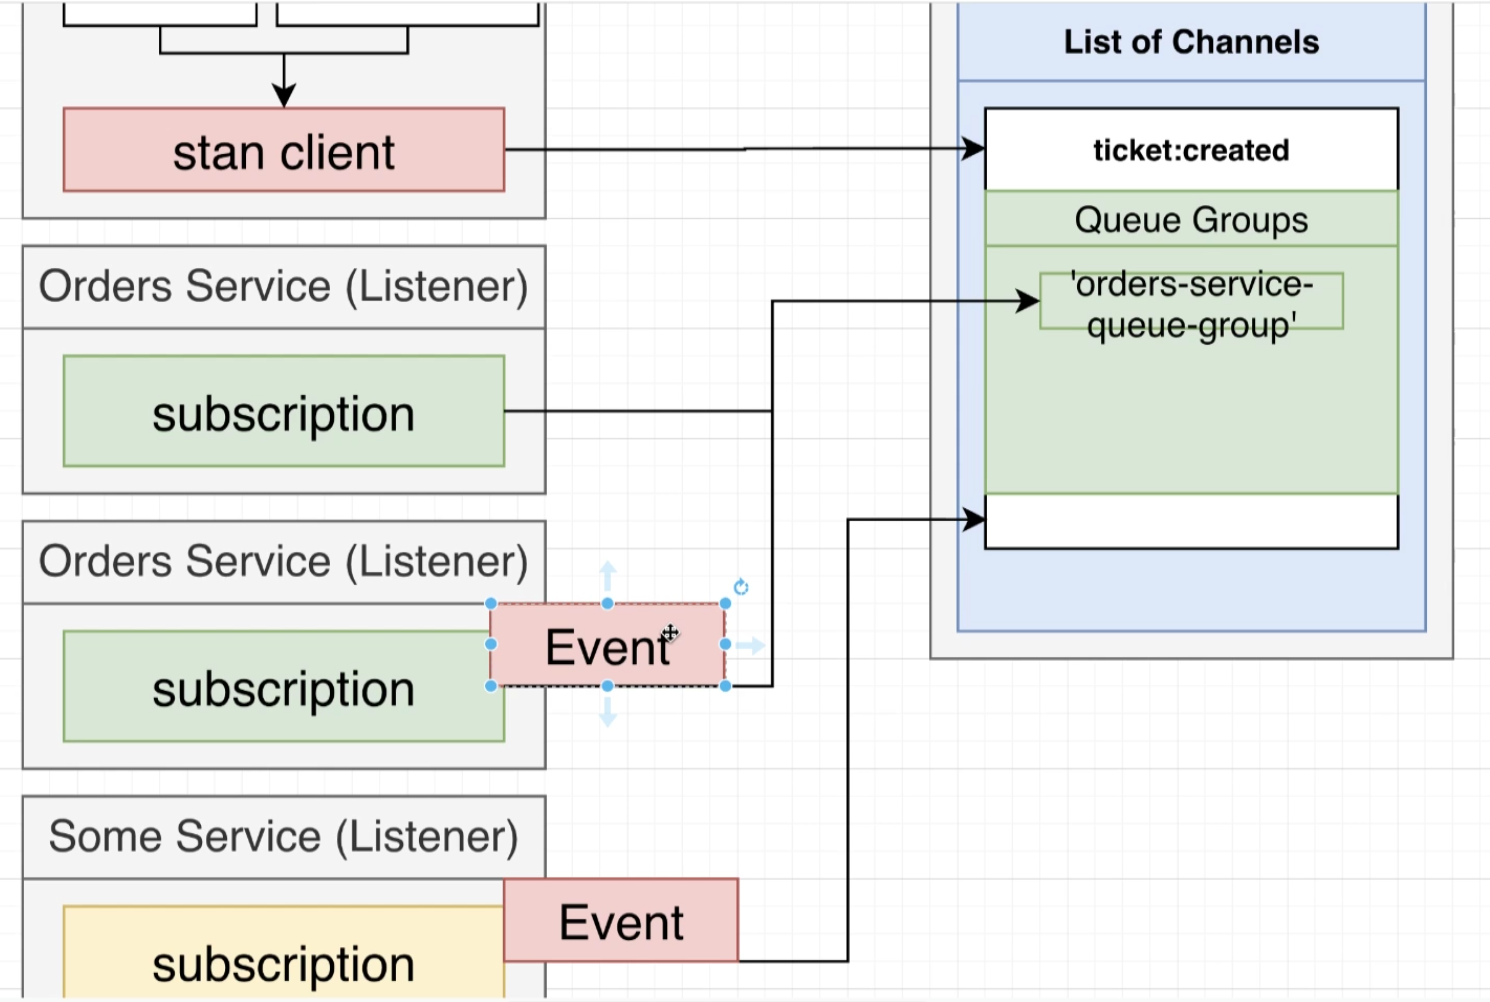 List of Channels
stan client
ticket:created
Queue Groups
'orders-service-
queue-group'
Orders Service (Listener)
subscription
Orders Service (Listener)
Event
subscription
Some Service (Listener)
Event
subscription